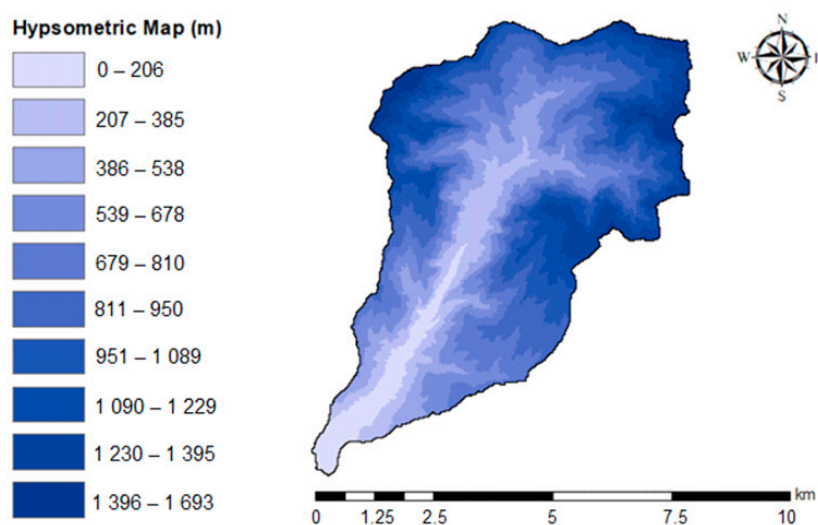 Hypsometric Map (m)
0 – 206
207 – 385
386 – 538
539 – 678
679 – 810
811 – 950
951 – 1 089
1 090 – 1 229
1 230 – 1 395
1 396 – 1 693
N
W
S
km
0 1.25 2.5 5 7.5 10